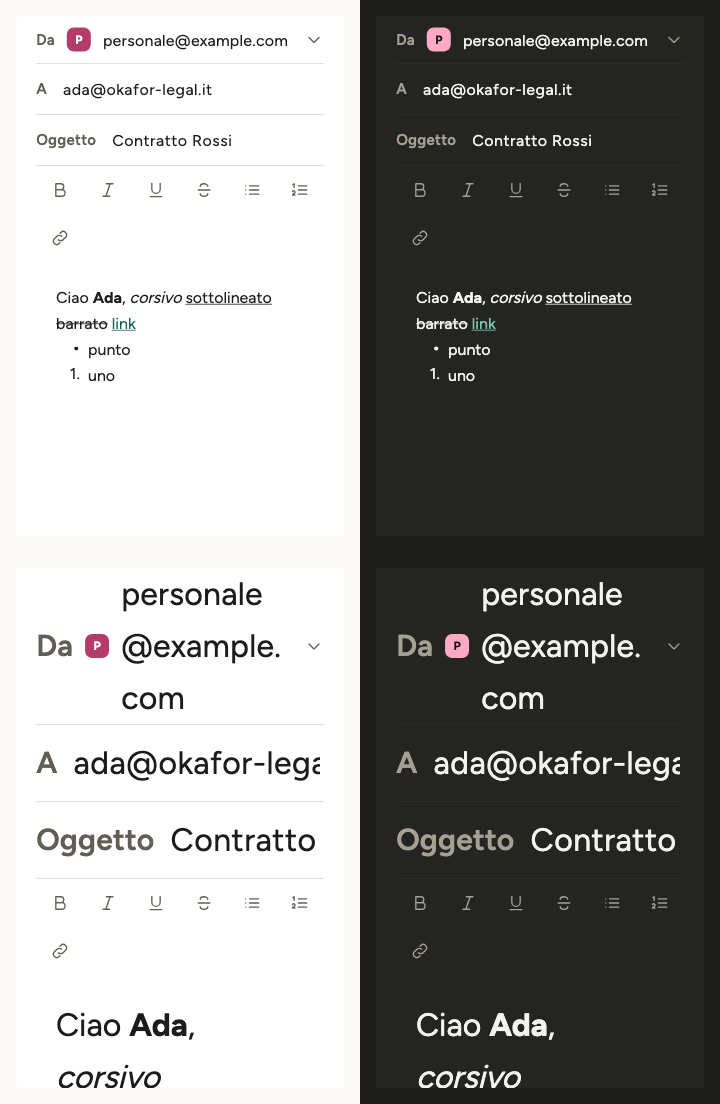 Da P personale@example.com
A ada@okafor-legal.it
Oggetto Contratto Rossi
B I U S
Ciao Ada, corsivo sottolineato
barrato link
• punto
1. uno
Da P personale@example.com
A ada@okafor-legal.it
Oggetto Contratto Rossi
B I U S
Ciao Ada, corsivo sottolineato
barrato link
• punto
1. uno
personale
Da P @example.
com
A ada@okafor-lega
Oggetto Contratto
B I U S
Ciao Ada,
corsivo
personale
Da P @example.
com
A ada@okafor-lega
Oggetto Contratto
B I U S
Ciao Ada,
corsivo